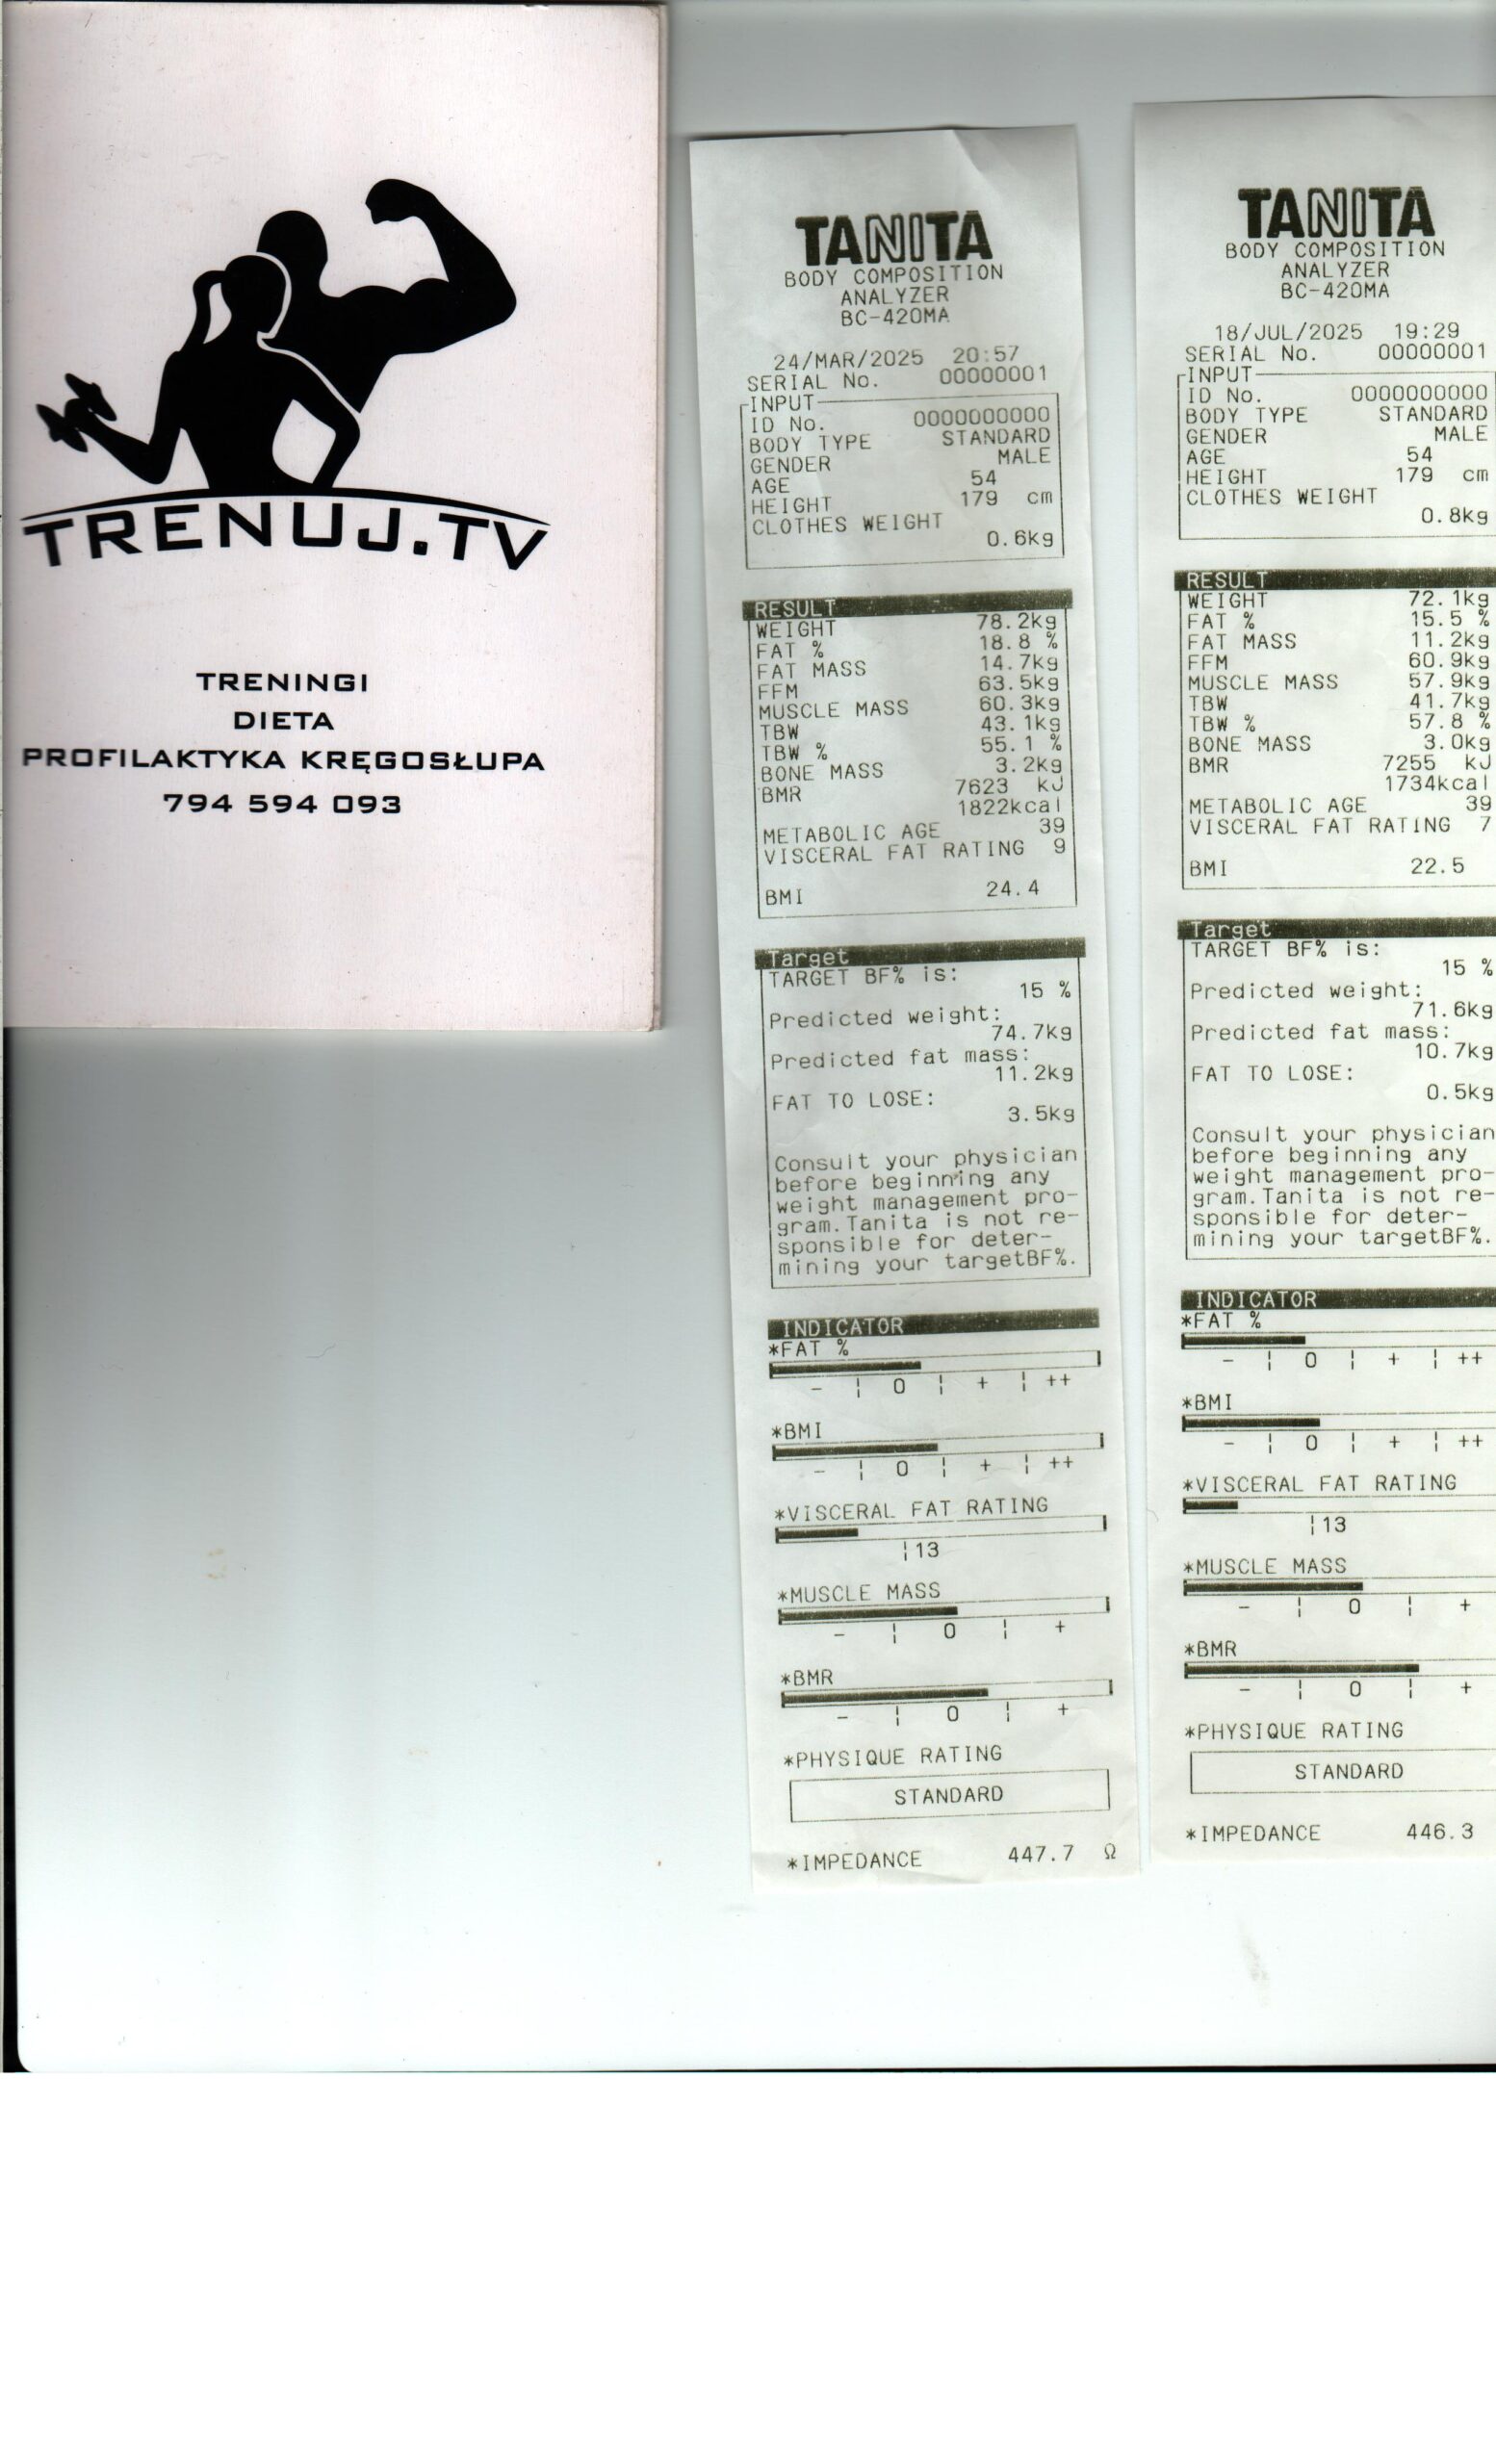 TRENUJ.TV
TRENINGI
DIETA
PROFILAKTYKA KRĘGOSŁUPA
794 594 093
TANITA
BODY COMPOSITION
ANALYZER
BC-420MA
24/MAR/2025 20:57
SERIAL No. 00000001
INPUT
ID No. 0000000000
BODY TYPE STANDARD
GENDER MALE
AGE 54
HEIGHT 179 cm
CLOTHES WEIGHT
0.6kg
RESULT
WEIGHT 78.2kg
FAT % 18.8 %
FAT MASS 14.7kg
FFM 63.5kg
MUSCLE MASS 60.3kg
TBW 43.1kg
TBW % 55.1 %
BONE MASS 3.2kg
BMR 7623 kJ
1822kcal
METABOLIC AGE 39
VISCERAL FAT RATING 9
BMI 24.4
Target
TARGET BF% is:
15 %
Predicted weight:
74.7kg
Predicted fat mass:
11.2kg
FAT TO LOSE:
3.5kg
Consult your physician
before beginning any
weight management pro-
gram.Tanita is not re-
sponsible for deter-
mining your targetBF%.
INDICATOR
*FAT %
- ¦ 0 ¦ + ¦ ++
*BMI
- ¦ 0 ¦ + ¦ ++
*VISCERAL FAT RATING
¦13
*MUSCLE MASS
- ¦ 0 ¦ +
*BMR
- ¦ 0 ¦ +
*PHYSIQUE RATING
STANDARD
*IMPEDANCE 447.7 Ω
TANITA
BODY COMPOSITION
ANALYZER
BC-420MA
18/JUL/2025 19:29
SERIAL No. 00000001
INPUT
ID No. 0000000000
BODY TYPE STANDARD
GENDER MALE
AGE 54
HEIGHT 179 cm
CLOTHES WEIGHT
0.8kg
RESULT
WEIGHT 72.1kg
FAT % 15.5 %
FAT MASS 11.2kg
FFM 60.9kg
MUSCLE MASS 57.9kg
TBW 41.7kg
TBW % 57.8 %
BONE MASS 3.0kg
BMR 7255 kJ
1734kcal
METABOLIC AGE 39
VISCERAL FAT RATING 7
BMI 22.5
Target
TARGET BF% is:
15 %
Predicted weight:
71.6kg
Predicted fat mass:
10.7kg
FAT TO LOSE:
0.5kg
Consult your physician
before beginning any
weight management pro-
gram.Tanita is not re-
sponsible for deter-
mining your targetBF%.
INDICATOR
*FAT %
- ¦ 0 ¦ + ¦ ++
*BMI
- ¦ 0 ¦ + ¦ ++
*VISCERAL FAT RATING
¦13
*MUSCLE MASS
- ¦ 0 ¦ +
*BMR
- ¦ 0 ¦ +
*PHYSIQUE RATING
STANDARD
*IMPEDANCE 446.3